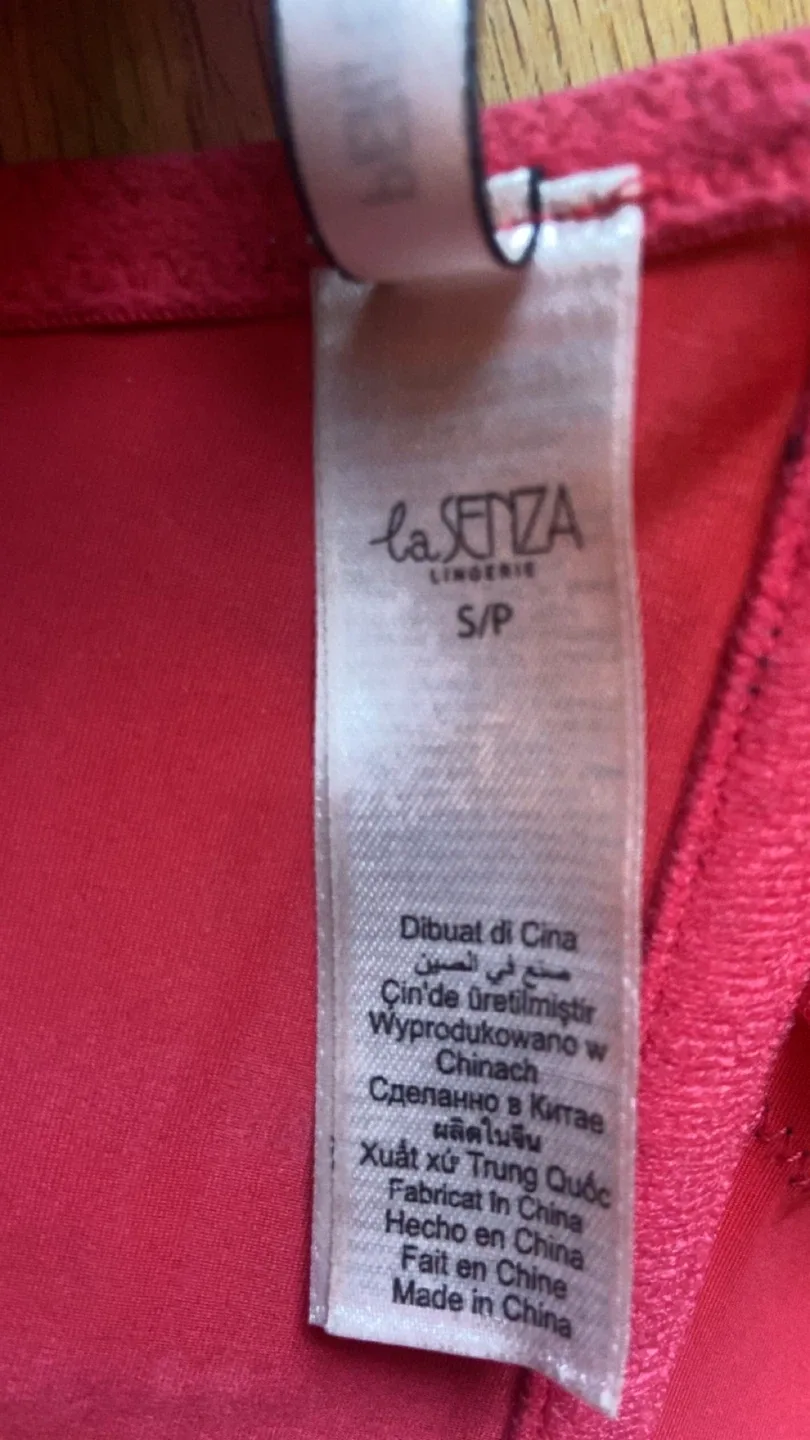 la SENZA
LINGERIE
S/P
Dibuat di Cina
صنع في الصين
Çin'de üretilmiştir
Wyprodukowano w
Chinach
Сделанно в Китае
ผลิตในจีน
Xuất xứ Trung Quốc
Fabricat în China
Hecho en China
Fait en Chine
Made in China